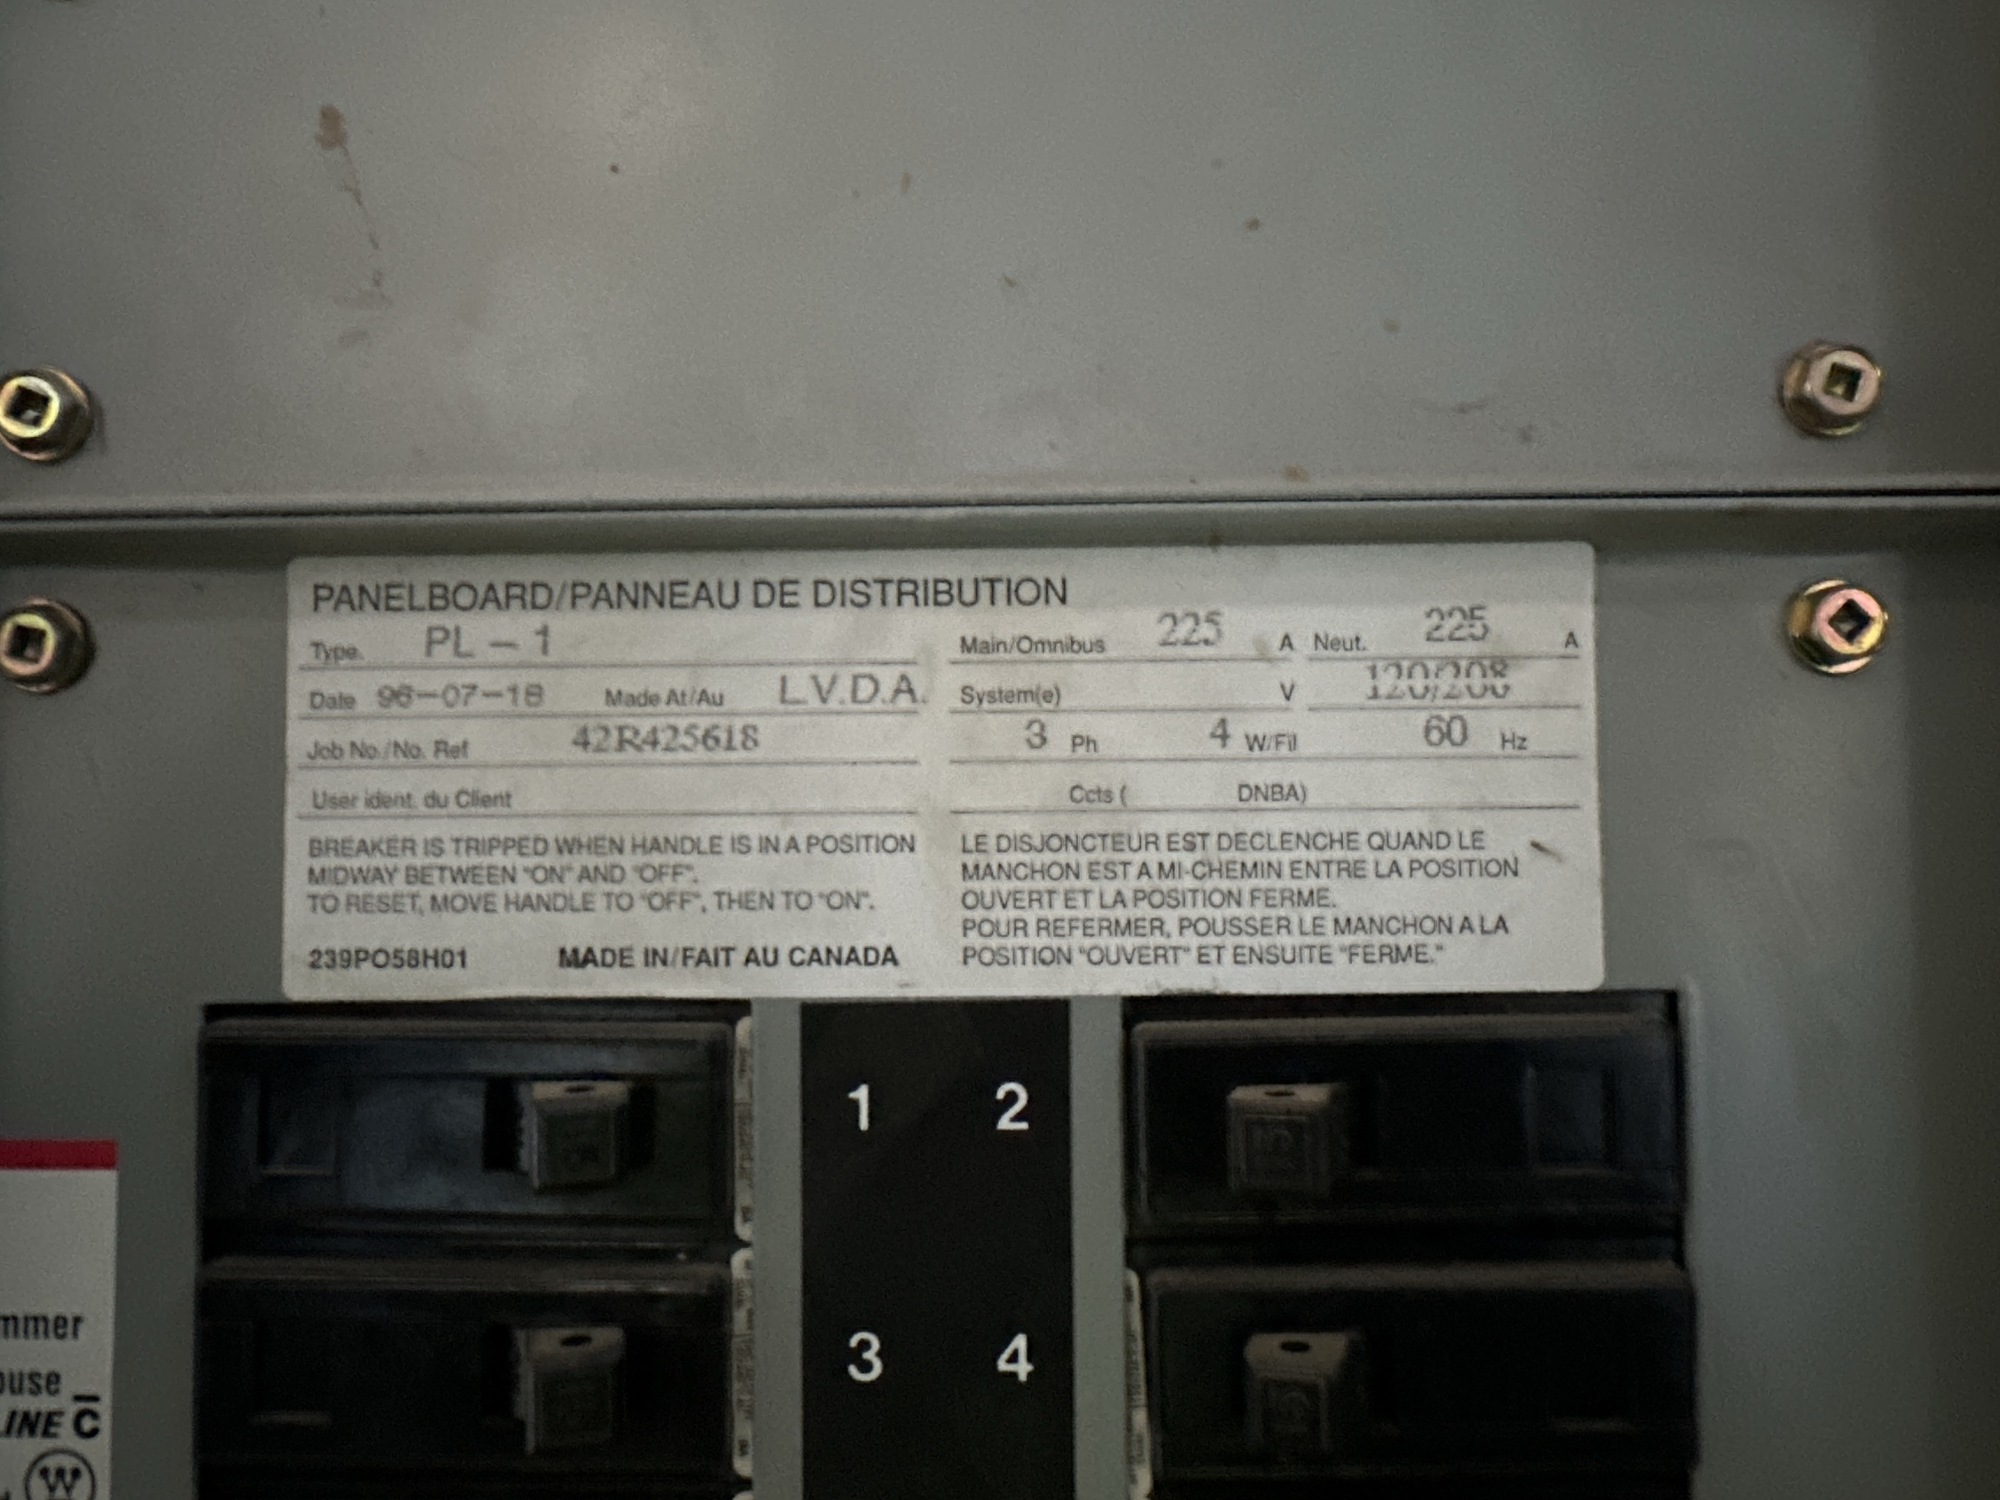 PANELBOARD/PANNEAU DE DISTRIBUTION
Type. PL-1
Date 96-07-18 Made At/Au L.V.D.A.
Job No./No. Ref 42R425618
User ident. du Client
Main/Omnibus 225 A Neut. 225 A
System(e) V 120/208
3 Ph 4 W/Fil 60 Hz
Ccts ( DNBA)
BREAKER IS TRIPPED WHEN HANDLE IS IN A POSITION
MIDWAY BETWEEN "ON" AND "OFF".
TO RESET, MOVE HANDLE TO "OFF", THEN TO "ON".
239PO58H01 MADE IN/FAIT AU CANADA
LE DISJONCTEUR EST DECLENCHE QUAND LE
MANCHON EST A MI-CHEMIN ENTRE LA POSITION
OUVERT ET LA POSITION FERME.
POUR REFERMER, POUSSER LE MANCHON A LA
POSITION "OUVERT" ET ENSUITE "FERME."
1 2
3 4
mmer
ouse
LINE C
W